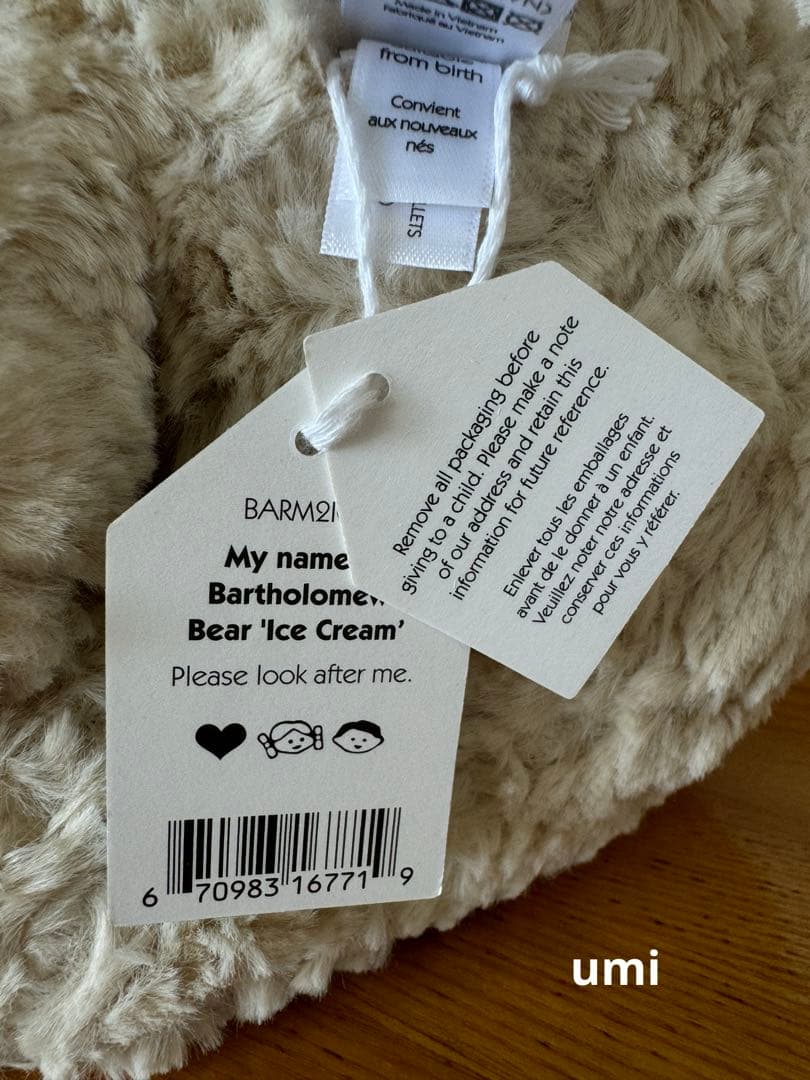 Made in Vietnam
Fabriqué au Vietnam
from birth
Convient
aux nouveaux
nés
LLETS
Remove all packaging before
giving to a child. Please make a note
of our address and retain this
information for future reference.
Enlever tous les emballages
avant de le donner à un enfant.
Veuillez noter notre adresse et
conserver ces informations
pour vous y référer.
BARM2I
My name
Bartholomew
Bear 'Ice Cream'
Please look after me.
6 70983 16771 9
umi